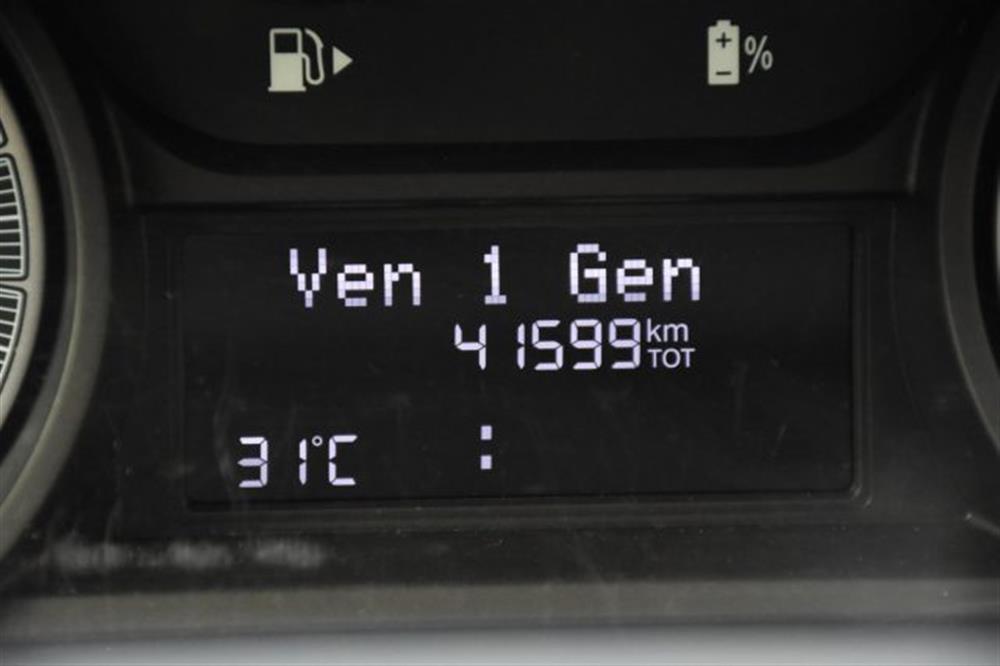 + - %
Ven 1 Gen
41599 km TOT
31°C :